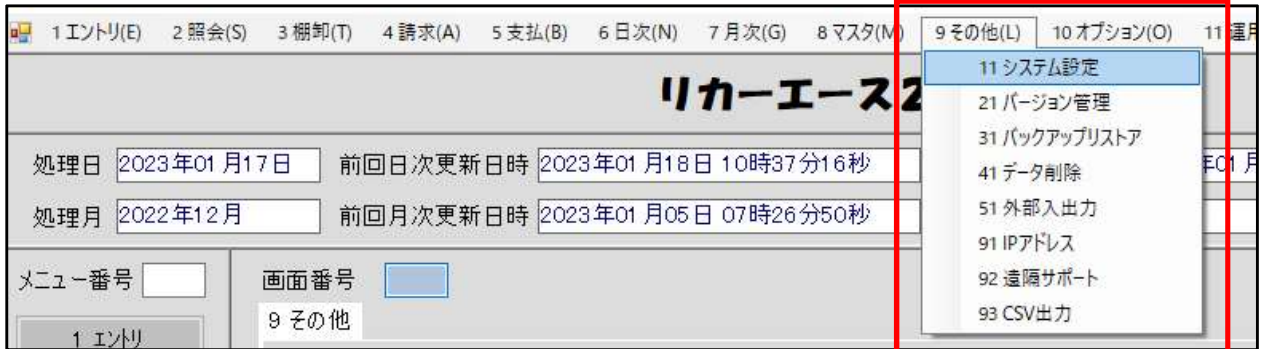 1 エントリ(E) 2 照会(S) 3 棚卸(T) 4 請求(A) 5 支払(B) 6 日次(N) 7 月次(G) 8 マスタ(M) 9 その他(L) 10 オプション(O) 11 運用
11 システム設定
リカーエース2
21 バージョン管理
31 バックアップリストア
処理日 2023年01月17日 前回日次更新日時 2023年01月18日 10時37分16秒
年01月
41 データ削除
51 外部入出力
処理月 2022年12月 前回月次更新日時 2023年01月05日 07時26分50秒
91 IPアドレス
92 遠隔サポート
93 CSV出力
メニュー番号 画面番号
9 その他
1 エントリ